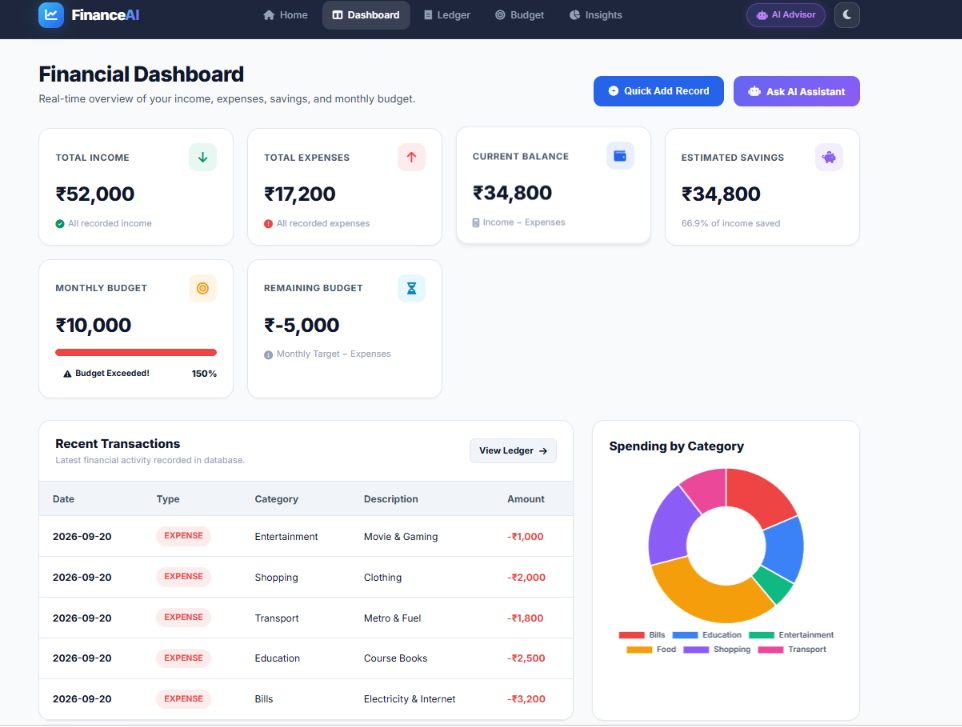 FinanceAI Home Dashboard Ledger Budget Insights AI Advisor
Financial Dashboard
Real-time overview of your income, expenses, savings, and monthly budget.
Quick Add Record Ask AI Assistant
TOTAL INCOME
₹52,000
All recorded income
TOTAL EXPENSES
₹17,200
All recorded expenses
CURRENT BALANCE
₹34,800
Income − Expenses
ESTIMATED SAVINGS
₹34,800
66.9% of income saved
MONTHLY BUDGET
₹10,000
Budget Exceeded! 150%
REMAINING BUDGET
₹-5,000
Monthly Target − Expenses
Recent Transactions
Latest financial activity recorded in database.
View Ledger →
Date Type Category Description Amount
2026-09-20 EXPENSE Entertainment Movie & Gaming -₹1,000
2026-09-20 EXPENSE Shopping Clothing -₹2,000
2026-09-20 EXPENSE Transport Metro & Fuel -₹1,800
2026-09-20 EXPENSE Education Course Books -₹2,500
2026-09-20 EXPENSE Bills Electricity & Internet -₹3,200
Spending by Category
Bills Education Entertainment
Food Shopping Transport